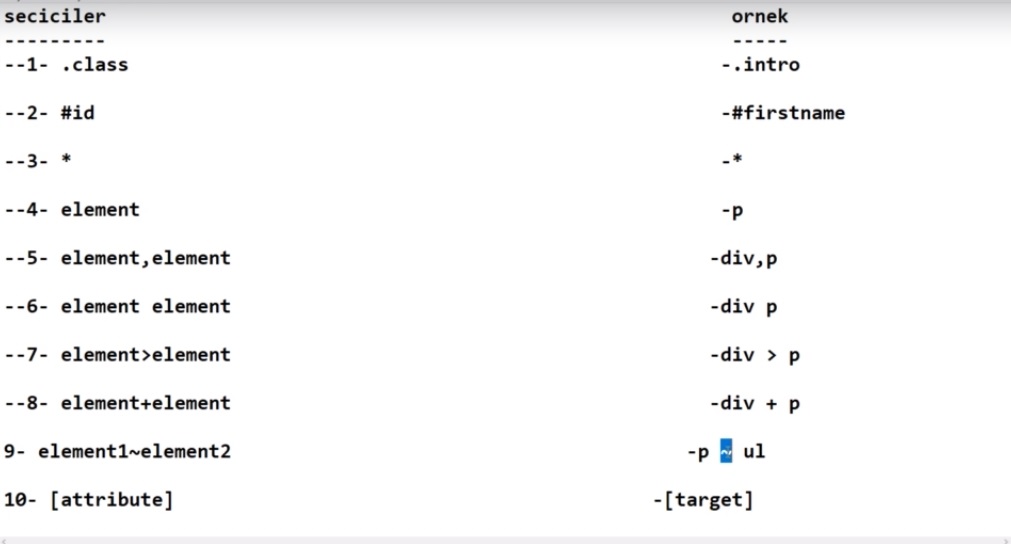 seciciler ornek
--------- -----
--1- .class -.intro
--2- #id -#firstname
--3- * -*
--4- element -p
--5- element,element -div,p
--6- element element -div p
--7- element>element -div > p
--8- element+element -div + p
9- element1~element2 -p ~ ul
10- [attribute] -[target]